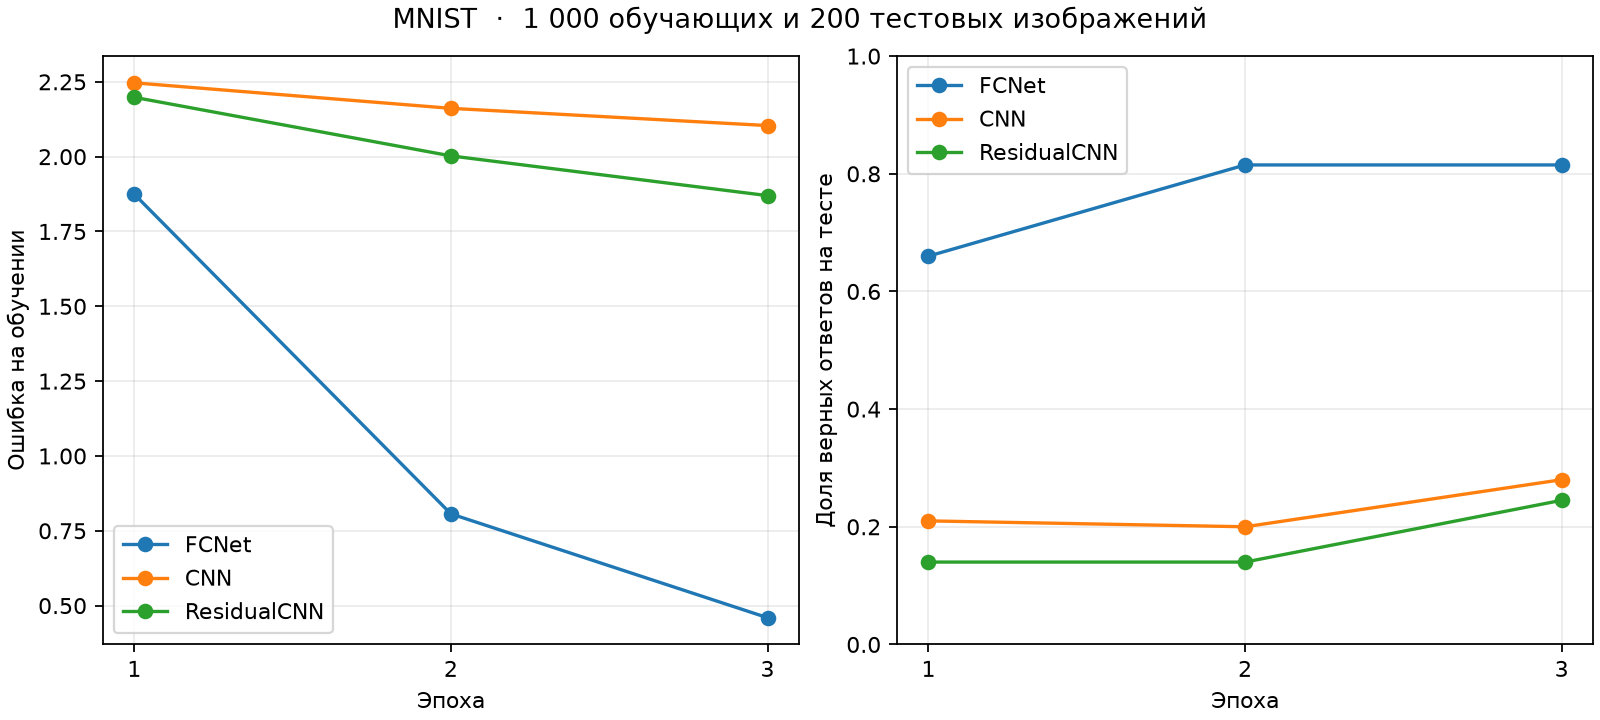 MNIST · 1 000 обучающих и 200 тестовых изображений
Ошибка на обучении
2.25
2.00
1.75
1.50
1.25
1.00
0.75
0.50
FCNet
CNN
ResidualCNN
1 2 3
Эпоха
Доля верных ответов на тесте
1.0
0.8
0.6
0.4
0.2
0.0
FCNet
CNN
ResidualCNN
1 2 3
Эпоха